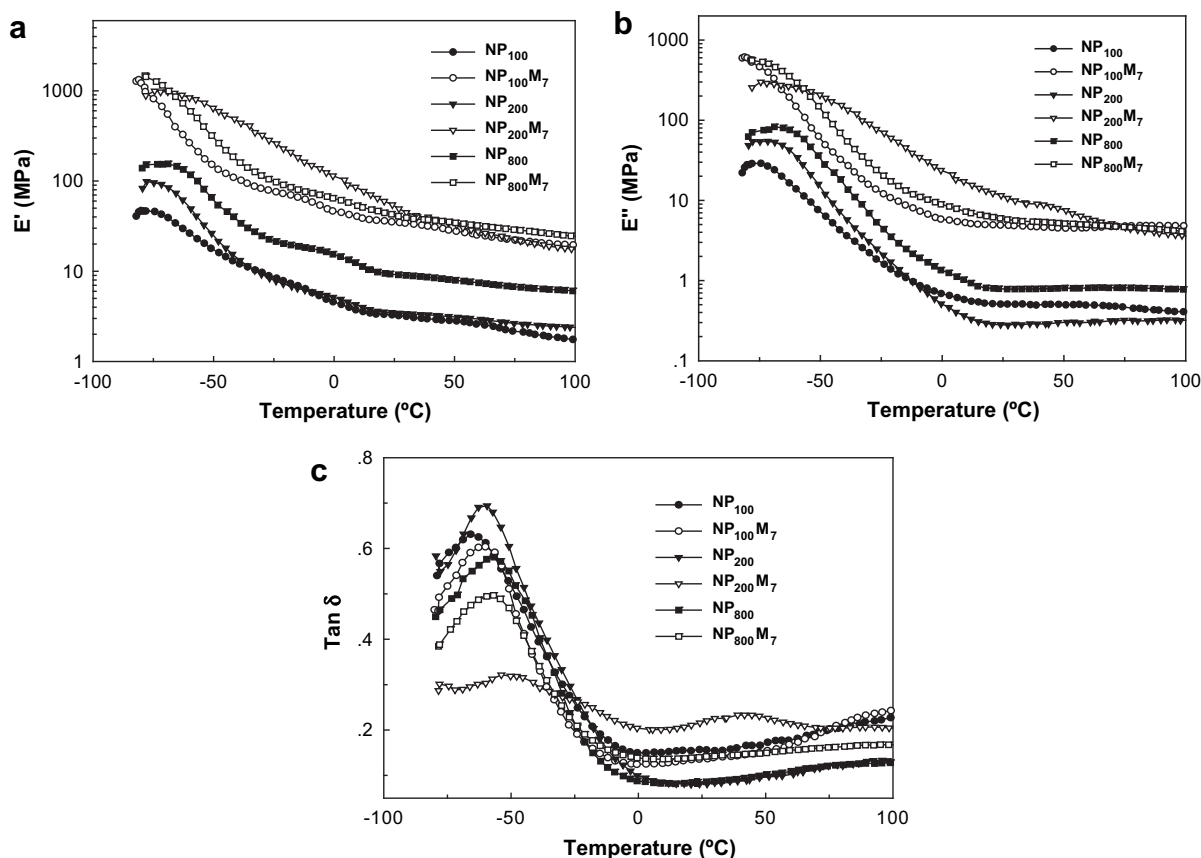 a
E' (MPa)
1000
100
10
1
-100
-50
0
50
100
Temperature (ºC)
NP100
NP100M7
NP200
NP200M7
NP800
NP800M7
b
E" (MPa)
1000
100
10
1
.1
-100
-50
0
50
100
Temperature (ºC)
NP100
NP100M7
NP200
NP200M7
NP800
NP800M7
c
Tan δ
.8
.6
.4
.2
-100
-50
0
50
100
Temperature (ºC)
NP100
NP100M7
NP200
NP200M7
NP800
NP800M7